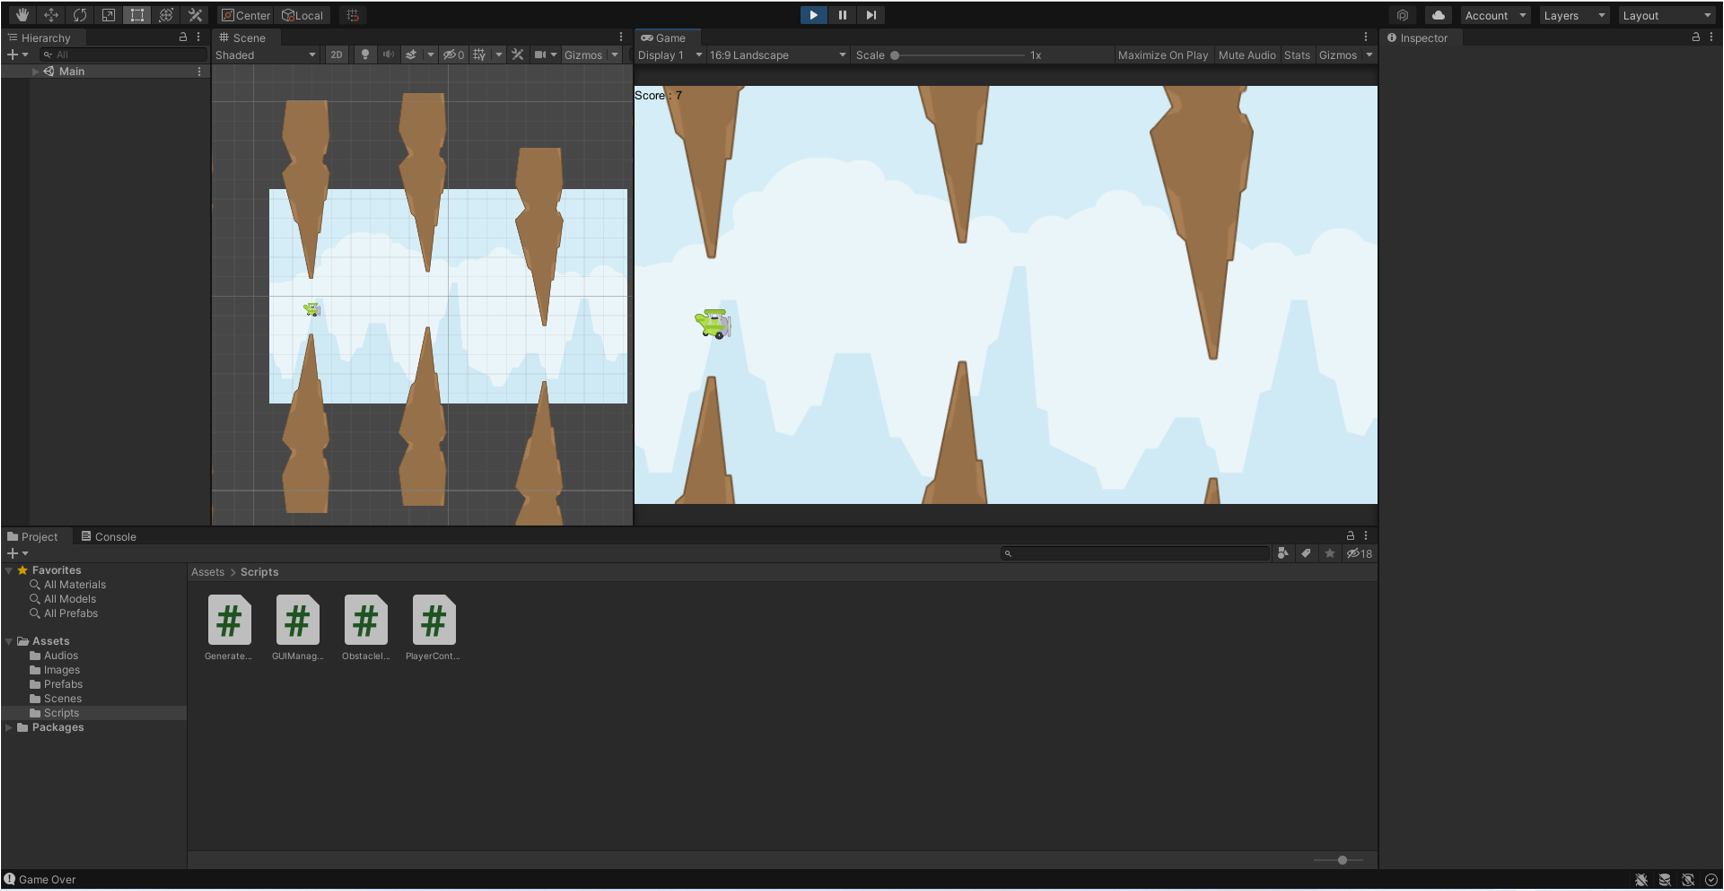 Center Local Account Layers Layout
Hierarchy Scene Game Inspector
All Shaded 2D 0 Gizmos Display 1 16:9 Landscape Scale 1x Maximize On Play Mute Audio Stats Gizmos
Main
Score : 7
Project Console
18
Favorites
All Materials
All Models
All Prefabs
Assets
Audios
Images
Prefabs
Scenes
Scripts
Packages
Assets > Scripts
Generate... GUIManag... ObstacleI... PlayerCont...
Game Over